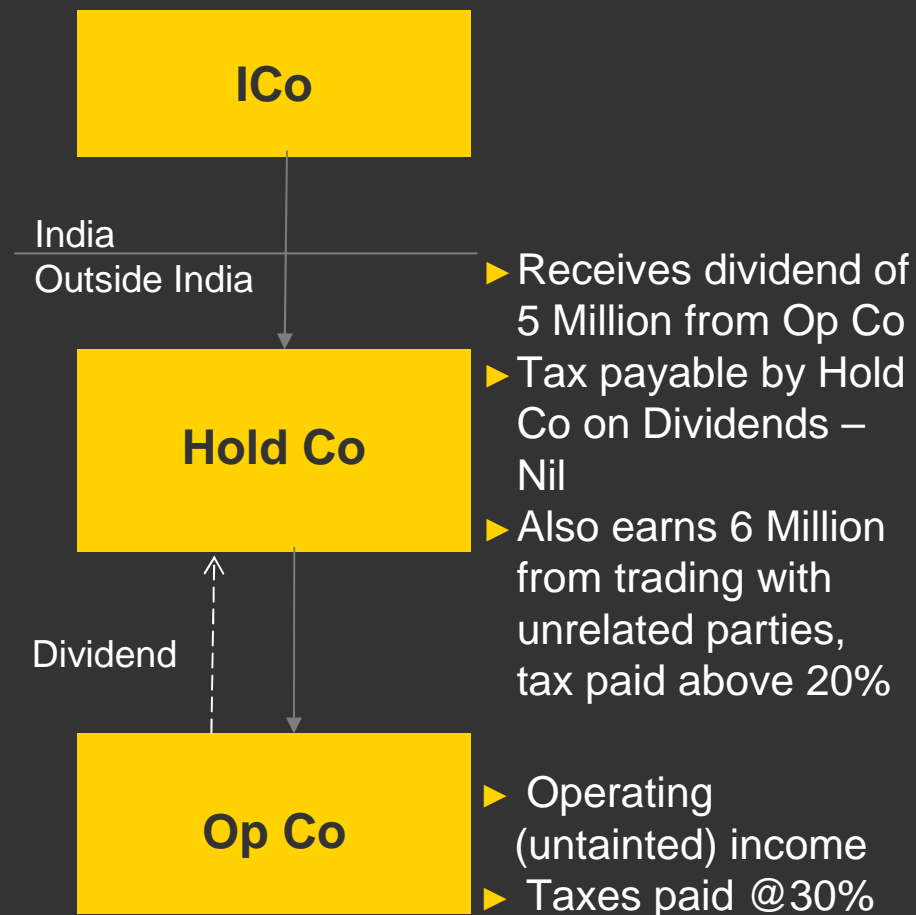 ICo
India
Outside India
► Receives dividend of
5 Million from Op Co
► Tax payable by Hold
Co on Dividends –
Nil
► Also earns 6 Million
from trading with
unrelated parties,
tax paid above 20%
Hold Co
Dividend
Op Co
► Operating
(untainted) income
► Taxes paid @30%